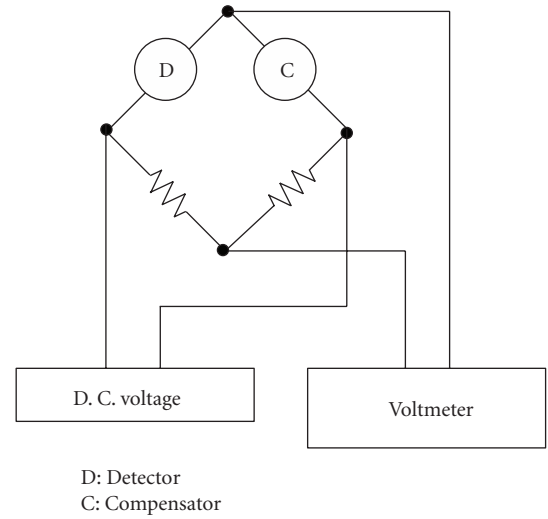 D
C
D. C. voltage
Voltmeter
D: Detector
C: Compensator